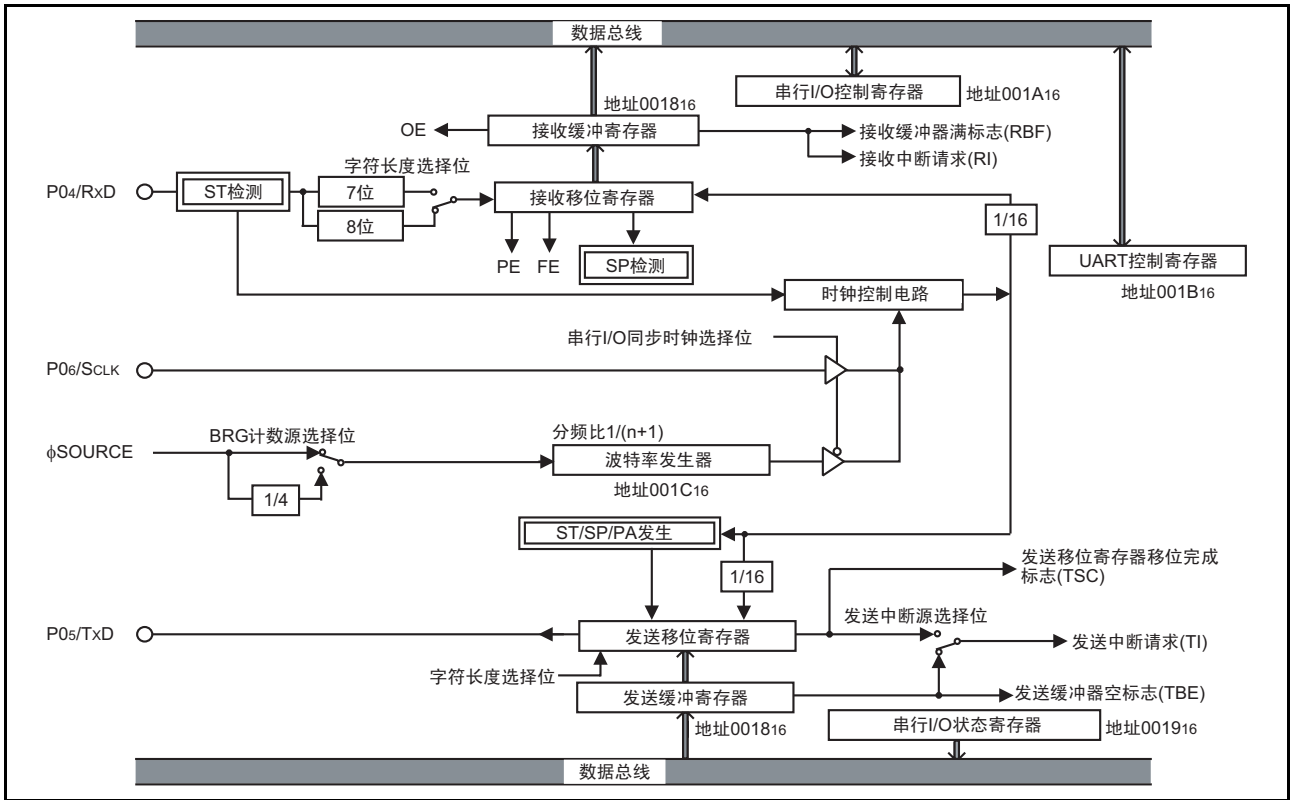 数据总线
串行I/O控制寄存器 地址001A16
地址001816
OE 接收缓冲寄存器 接收缓冲器满标志(RBF)
接收中断请求(RI)
字符长度选择位
P04/RxD ST检测 7位 接收移位寄存器
8位 1/16
PE FE SP检测 UART控制寄存器
地址001B16
时钟控制电路
串行I/O同步时钟选择位
P06/SCLK
BRG计数源选择位 分频比1/(n+1)
ϕSOURCE 波特率发生器
1/4 地址001C16
ST/SP/PA发生
1/16 发送移位寄存器移位完成
标志(TSC)
发送中断源选择位
P05/TxD 发送移位寄存器 发送中断请求(TI)
字符长度选择位
发送缓冲寄存器 发送缓冲器空标志(TBE)
地址001816 串行I/O状态寄存器 地址001916
数据总线